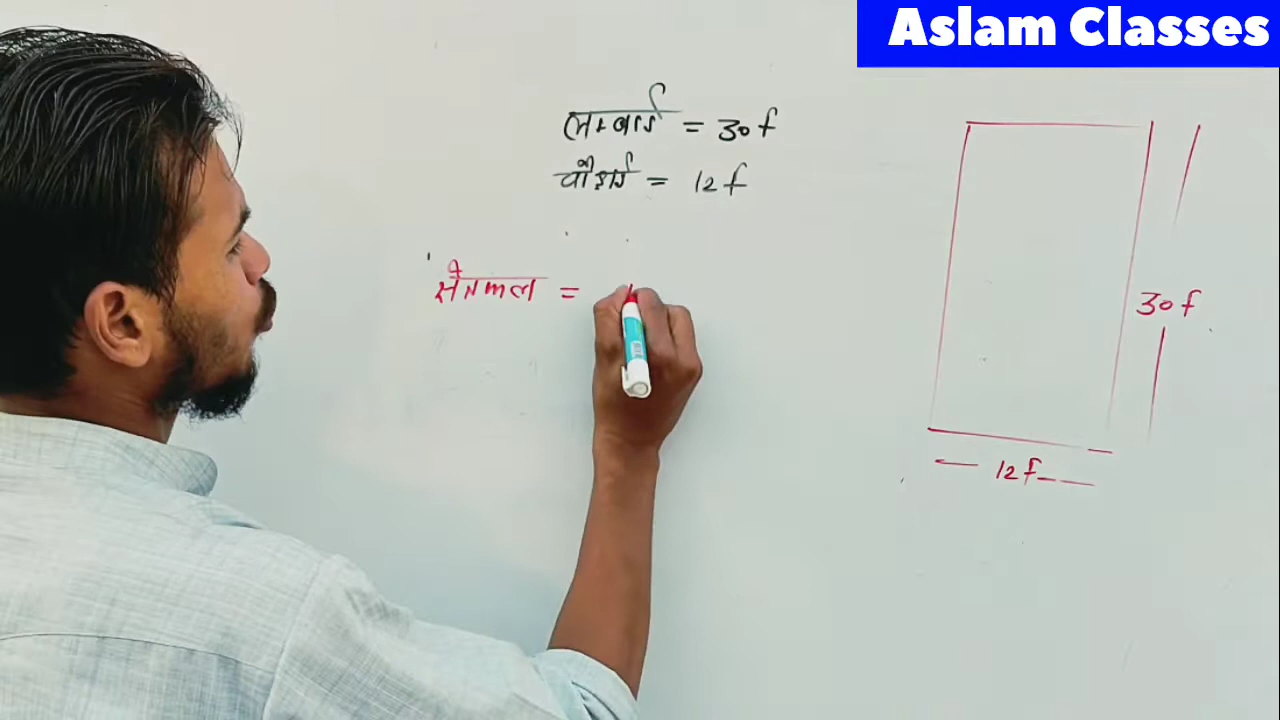 Aslam Classes
लम्बाई = 30 f
चौड़ाई = 12 f
क्षेत्रफल =
30 f
12 f